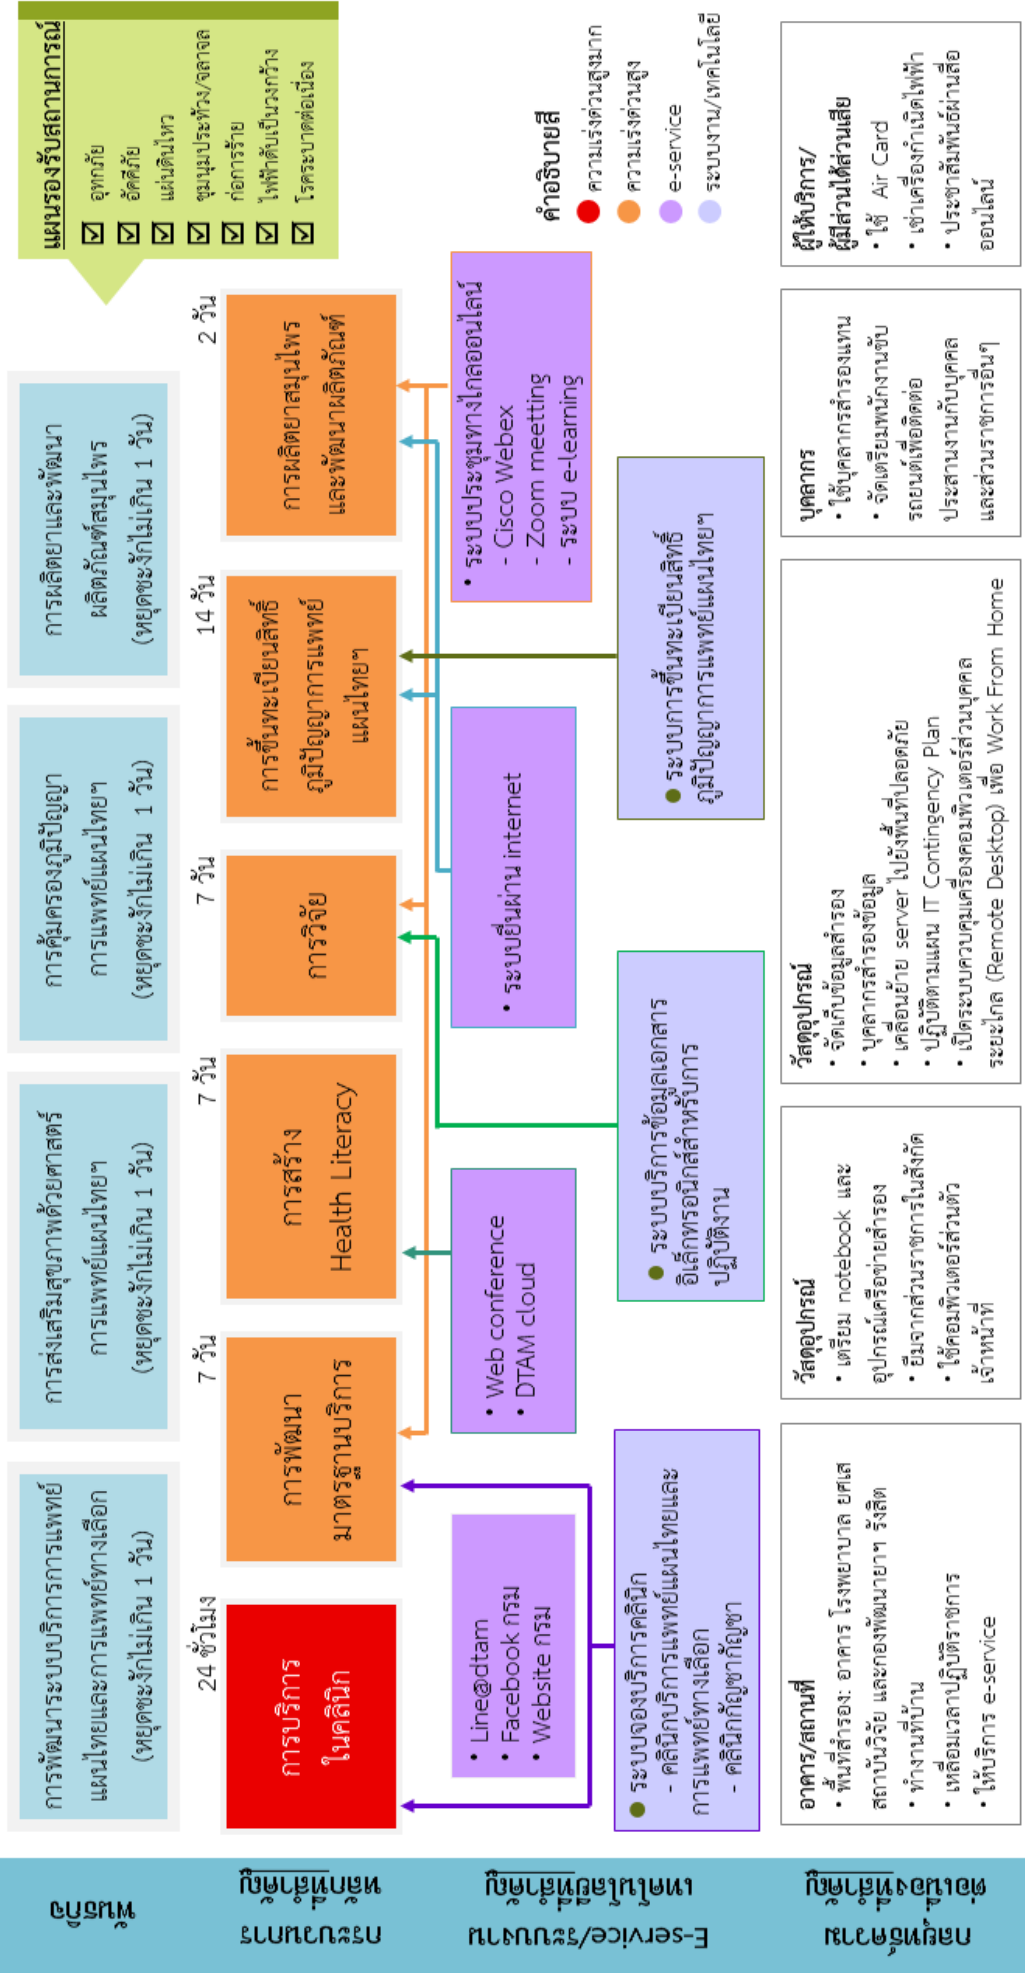 แผนรองรับสถานการณ์
☑ อุทกภัย
☑ อัคคีภัย
☑ แผ่นดินไหว
☑ ชุมนุมประท้วง/จลาจล
☑ ก่อการร้าย
☑ ไฟฟ้าดับเป็นวงกว้าง
☑ โรคระบาดต่อเนื่อง
พันธกิจ
การพัฒนาระบบบริการการแพทย์
แผนไทยและการแพทย์ทางเลือก
(หยุดชะงักไม่เกิน 1 วัน)
การส่งเสริมสุขภาพด้วยศาสตร์
การแพทย์แผนไทยฯ
(หยุดชะงักไม่เกิน 1 วัน)
การคุ้มครองภูมิปัญญา
การแพทย์แผนไทยฯ
(หยุดชะงักไม่เกิน 1 วัน)
การผลิตยาและพัฒนา
ผลิตภัณฑ์สมุนไพร
(หยุดชะงักไม่เกิน 1 วัน)
กระบวนการ
หลักที่สำคัญ
24 ชั่วโมง
การบริการ
ในคลินิก
7 วัน
การพัฒนา
มาตรฐานบริการ
7 วัน
การสร้าง
Health Literacy
7 วัน
การวิจัย
14 วัน
การขึ้นทะเบียนสิทธิ์
ภูมิปัญญาการแพทย์
แผนไทยฯ
2 วัน
การผลิตยาสมุนไพร
และพัฒนาผลิตภัณฑ์
E-service/ระบบงาน
เทคโนโลยีที่สำคัญ
• Line@dtam
• Facebook กรม
• Website กรม
• Web conference
• DTAM cloud
• ระบบยื่นผ่าน internet
• ระบบประชุมทางไกลออนไลน์
- Cisco Webex
- Zoom meetting
- ระบบ e-learning
● ระบบจองบริการคลินิก
- คลินิกบริการแพทย์แผนไทยและ
การแพทย์ทางเลือก
- คลินิกกัญชากัญชา
● ระบบบริการข้อมูลเอกสาร
อิเล็กทรอนิกส์สำหรับการ
ปฏิบัติงาน
● ระบบการขึ้นทะเบียนสิทธิ์
ภูมิปัญญาการแพทย์แผนไทยฯ
คำอธิบายสี
ความเร่งด่วนสูงมาก
ความเร่งด่วนสูง
e-service
ระบบงาน/เทคโนโลยี
กลยุทธ์ความ
ต่อเนื่องที่สำคัญ
อาคาร/สถานที่
• พื้นที่สำรอง: อาคาร โรงพยาบาล ยศเส
สถาบันวิจัย และกองพัฒนายาฯ รังสิต
• ทำงานที่บ้าน
• เหลื่อมเวลาปฏิบัติราชการ
• ให้บริการ e-service
วัสดุอุปกรณ์
• เตรียม notebook และ
อุปกรณ์เครือข่ายสำรอง
• ยืมจากส่วนราชการในสังกัด
• ใช้คอมพิวเตอร์ส่วนตัว
เจ้าหน้าที่
วัสดุอุปกรณ์
• จัดเก็บข้อมูลสำรอง
• บุคลากรสำรองข้อมูล
• เคลื่อนย้าย server ไปยังพื้นที่ปลอดภัย
• ปฏิบัติตามแผน IT Contingency Plan
• เปิดระบบควบคุมเครื่องคอมพิวเตอร์ส่วนบุคคล
ระยะไกล (Remote Desktop) เพื่อ Work From Home
บุคลากร
• ใช้บุคลากรสำรองแทน
• จัดเตรียมพนักงานขับ
รถยนต์เพื่อติดต่อ
ประสานงานกับบุคคล
และส่วนราชการอื่นๆ
ผู้ให้บริการ/
ผู้มีส่วนได้ส่วนเสีย
• ใช้ Air Card
• เช่าเครื่องกำเนิดไฟฟ้า
• ประชาสัมพันธ์ผ่านสื่อ
ออนไลน์